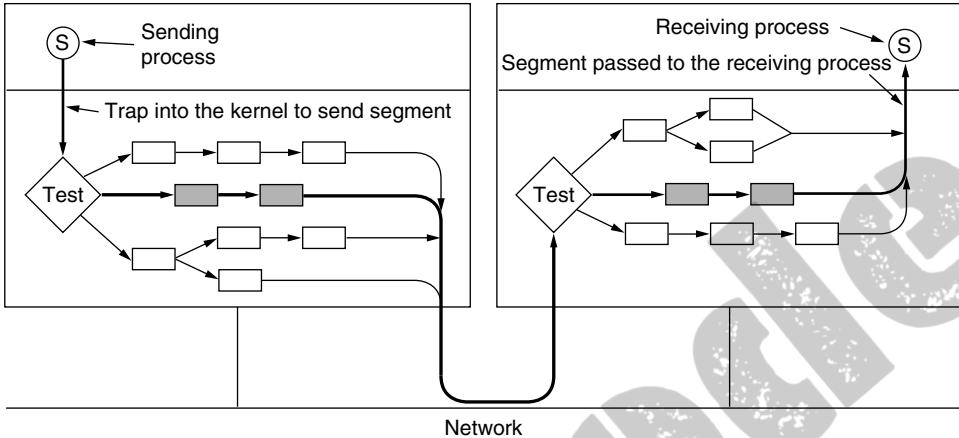 S
Sending
process
Trap into the kernel to send segment
Test
Receiving process
S
Segment passed to the receiving process
Test
Network